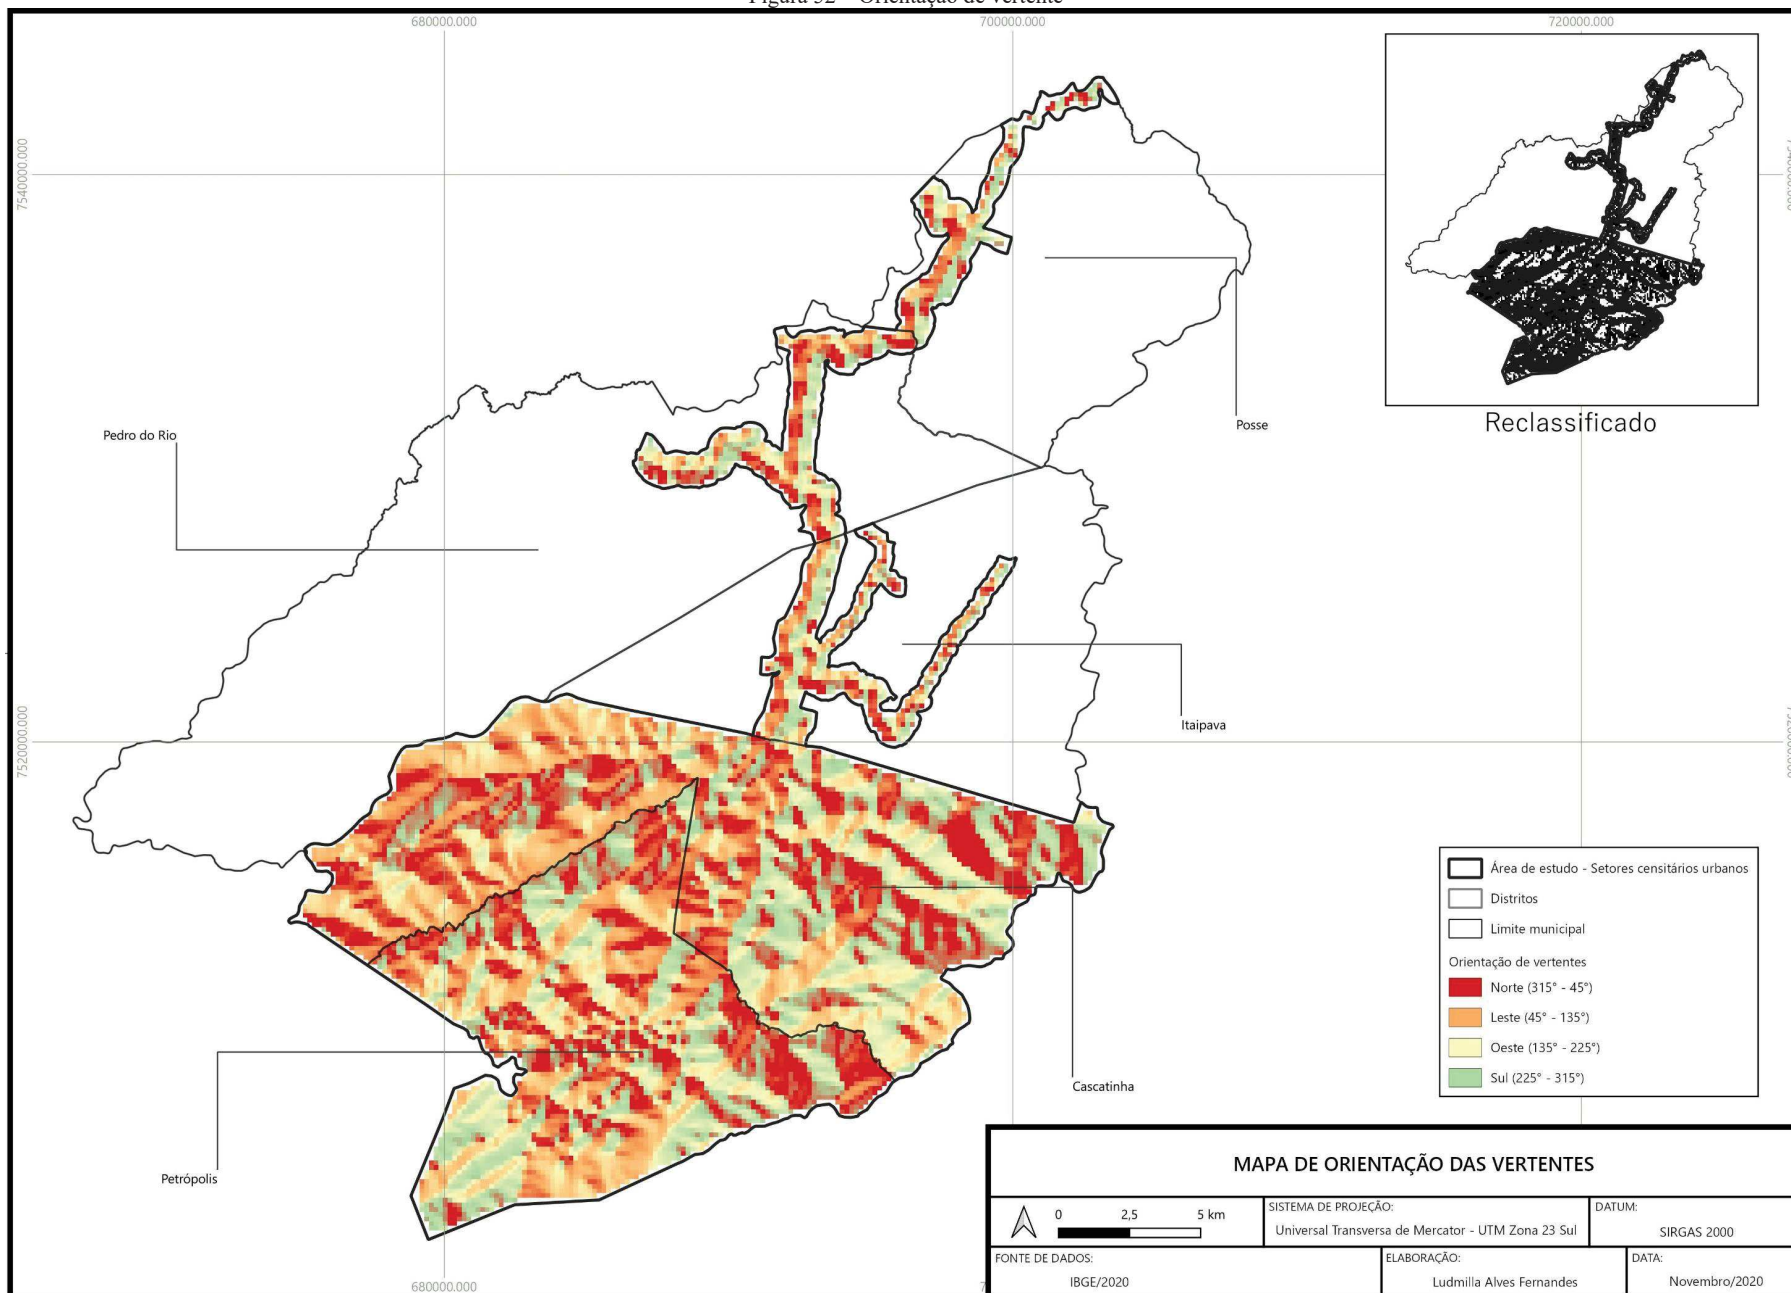 Figura 32 – Orientação de vertente
680000.000
700000.000
720000.000
7540000.000
Reclassificado
Pedro do Rio
Posse
Itaipava
7520000.000
Área de estudo - Setores censitários urbanos
Distritos
Limite municipal
Orientação de vertentes
Norte (315° - 45°)
Leste (45° - 135°)
Oeste (135° - 225°)
Sul (225° - 315°)
Cascatinha
Petrópolis
MAPA DE ORIENTAÇÃO DAS VERTENTES
0 2,5 5 km
SISTEMA DE PROJEÇÃO:
Universal Transversa de Mercator - UTM Zona 23 Sul
DATUM:
SIRGAS 2000
FONTE DE DADOS:
IBGE/2020
ELABORAÇÃO:
Ludmilla Alves Fernandes
DATA:
Novembro/2020
680000.000